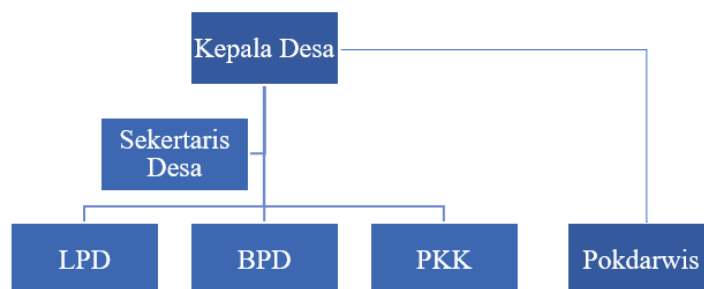 Kepala Desa
Sekertaris
Desa
LPD
BPD
PKK
Pokdarwis